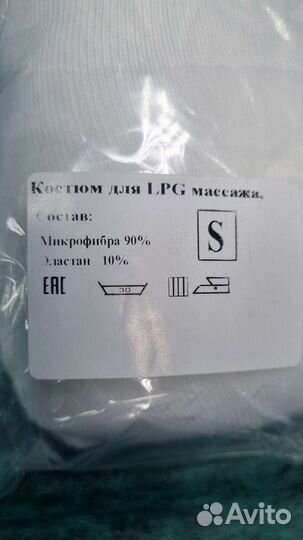 Костюм для LPG массажа,
Состав:
S
Микрофибра 90%
Эластан 10%
EAC
30
Avito